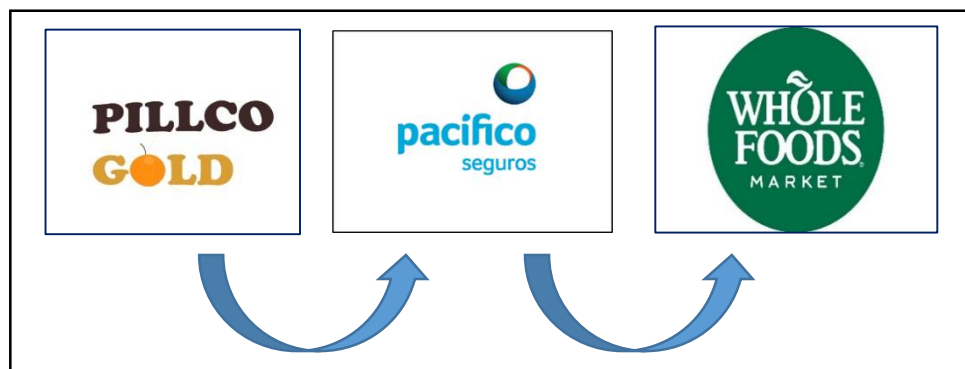 PILLCO
GOLD
pacifico
seguros
WHOLE
FOODS
MARKET